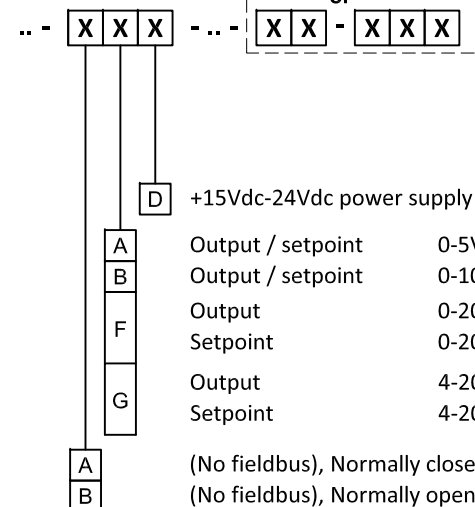 .. - X X X - .. - X X - X X X
D +15Vdc-24Vdc power supply
A Output / setpoint 0-5V
B Output / setpoint 0-10
F Output 0-20
Setpoint 0-20
G Output 4-20
Setpoint 4-20
A (No fieldbus), Normally close
B (No fieldbus), Normally open